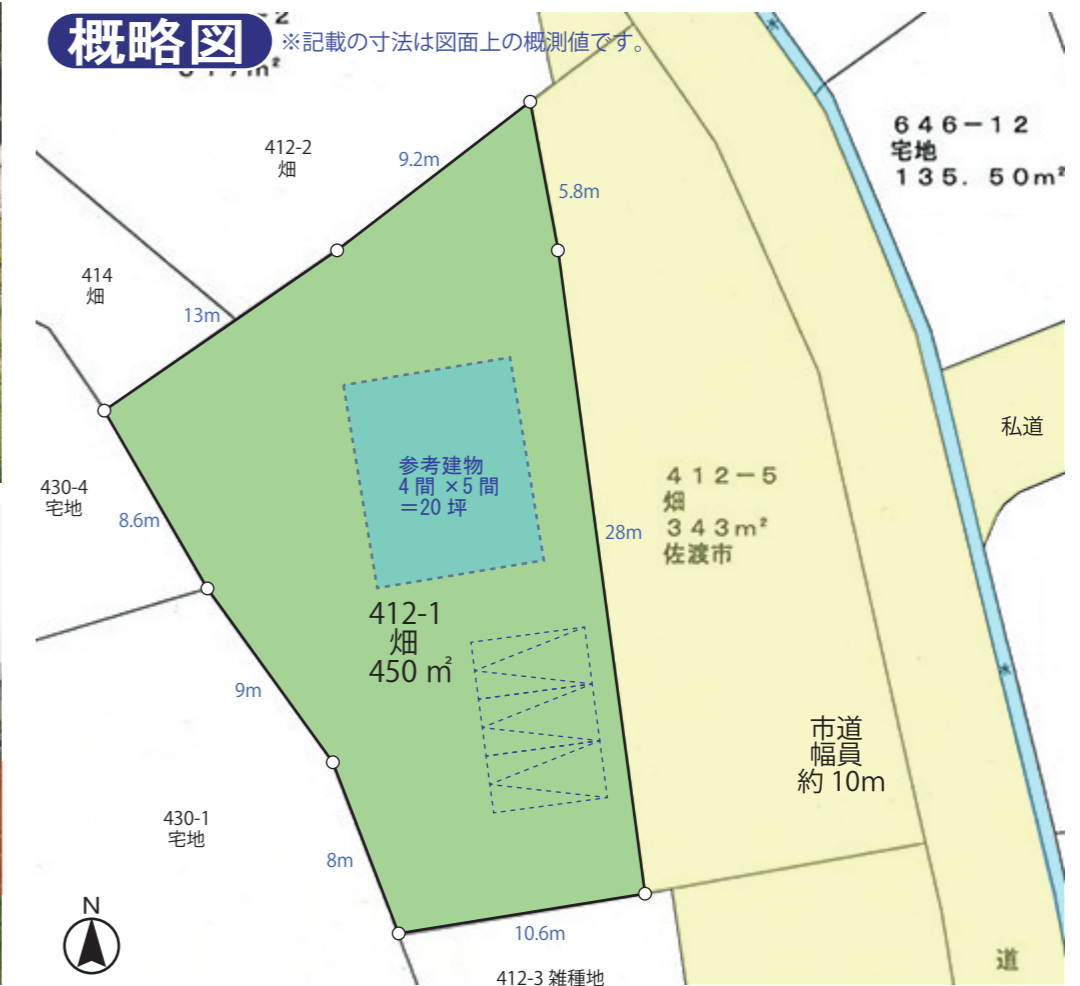 概略図
※記載の寸法は図面上の概測値です。
412-2
畑
9.2m
5.8m
646-12
宅地
135.50m²
414
畑
13m
私道
参考建物
4間×5間
＝20坪
412-5
畑
343m²
佐渡市
430-4
宅地
8.6m
28m
412-1
畑
450㎡
9m
市道
幅員
約10m
430-1
宅地
8m
N
10.6m
道
412-3 雑種地